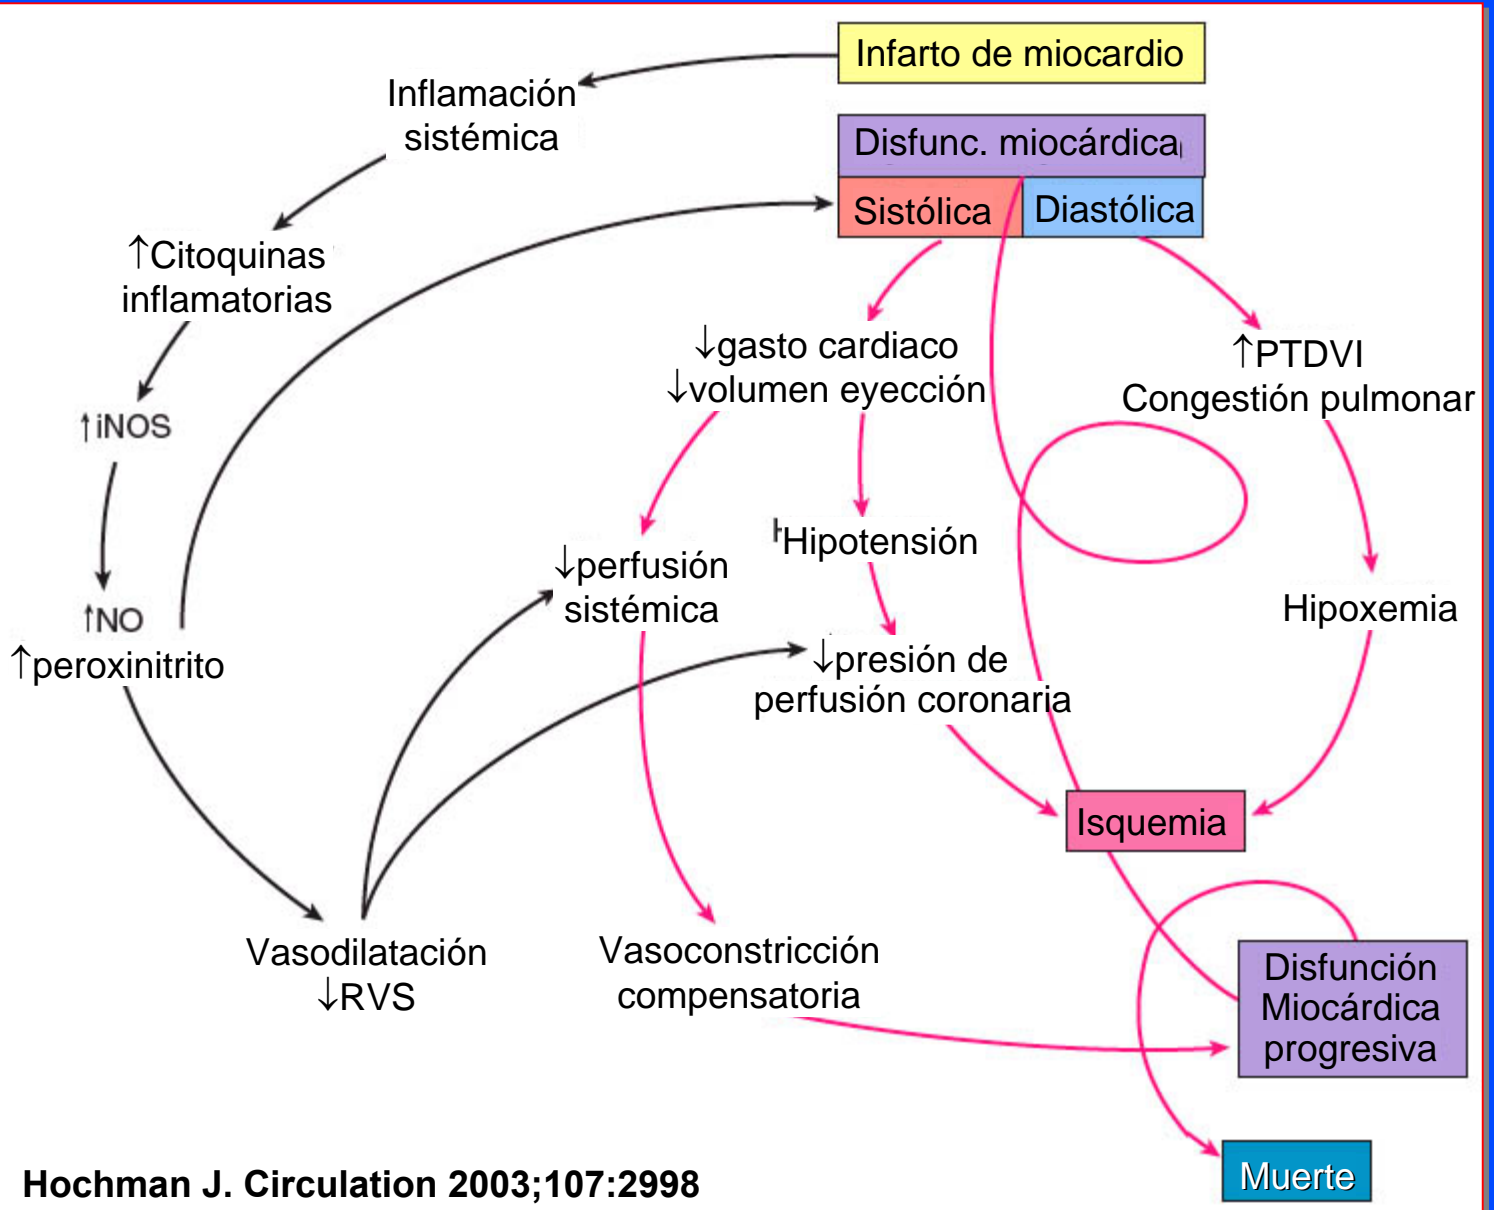 Infarto de miocardio
Inflamación
sistémica
Disfunc. miocárdica
Sistólica
Diastólica
↑Citoquinas
inflamatorias
↓gasto cardiaco
↓volumen eyección
↑PTDVI
Congestión pulmonar
↑iNOS
↓perfusión
sistémica
Hipotensión
Hipoxemia
↑NO
↑peroxinitrito
↓presión de
perfusión coronaria
Isquemia
Vasodilatación
↓RVS
Vasoconstricción
compensatoria
Disfunción
Miocárdica
progresiva
Muerte
Hochman J. Circulation 2003;107:2998